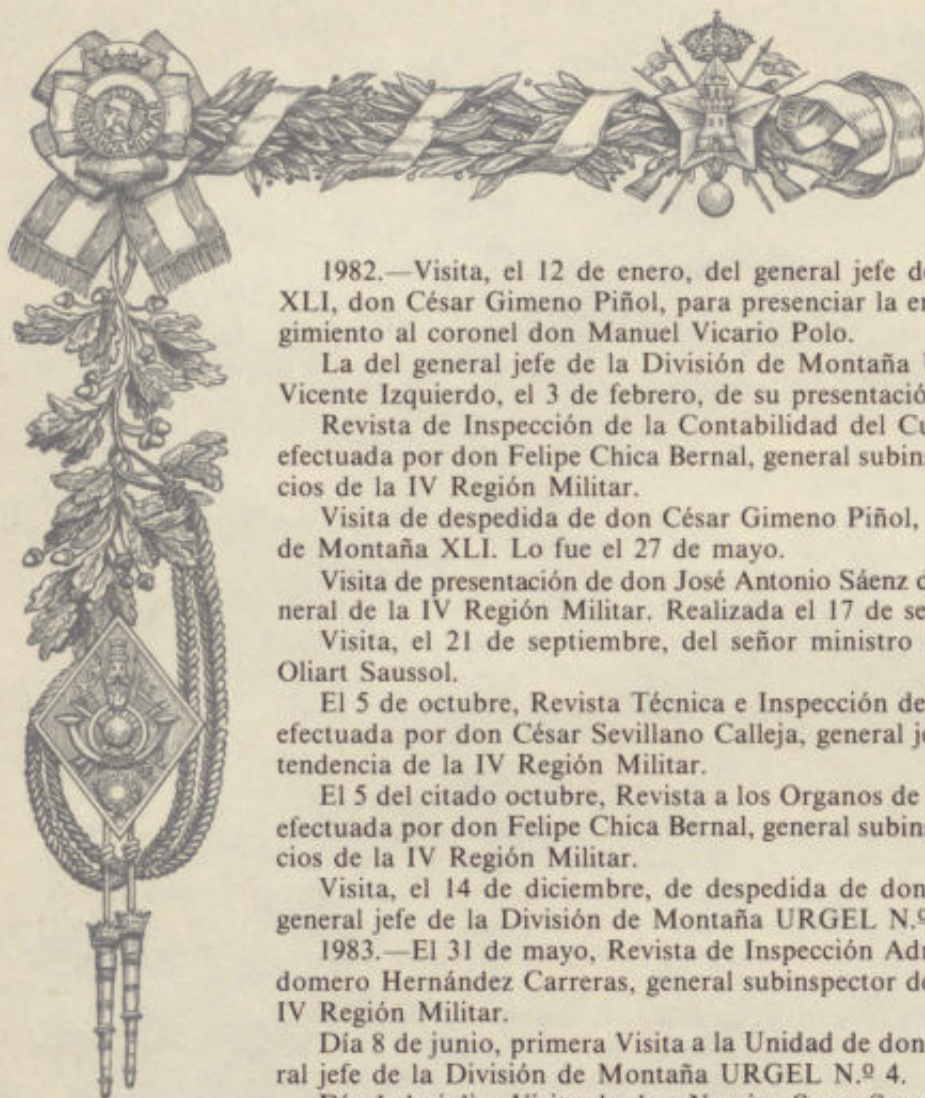 1982.—Visita, el 12 de enero, del general jefe de
XLI, don César Gimeno Piñol, para presenciar la en
gimiento al coronel don Manuel Vicario Polo.
La del general jefe de la División de Montaña U
Vicente Izquierdo, el 3 de febrero, de su presentació
Revista de Inspección de la Contabilidad del Cu
efectuada por don Felipe Chica Bernal, general subins
cios de la IV Región Militar.
Visita de despedida de don César Gimeno Piñol,
de Montaña XLI. Lo fue el 27 de mayo.
Visita de presentación de don José Antonio Sáenz d
neral de la IV Región Militar. Realizada el 17 de se
Visita, el 21 de septiembre, del señor ministro
Oliart Saussol.
El 5 de octubre, Revista Técnica e Inspección de
efectuada por don César Sevillano Calleja, general je
tendencia de la IV Región Militar.
El 5 del citado octubre, Revista a los Organos de
efectuada por don Felipe Chica Bernal, general subins
cios de la IV Región Militar.
Visita, el 14 de diciembre, de despedida de don
general jefe de la División de Montaña URGEL N.º
1983.—El 31 de mayo, Revista de Inspección Adr
domero Hernández Carreras, general subinspector de
IV Región Militar.
Día 8 de junio, primera Visita a la Unidad de don
ral jefe de la División de Montaña URGEL N.º 4.